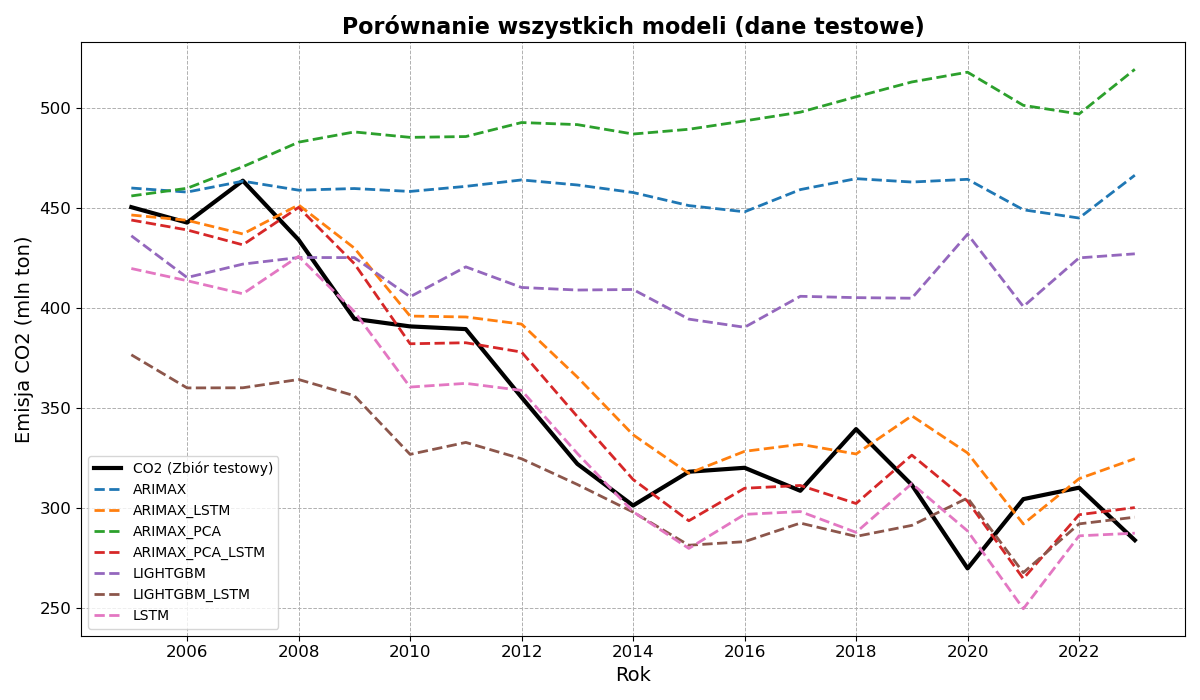 Porównanie wszystkich modeli (dane testowe)
Emisja CO2 (mln ton)
500
450
400
350
300
250
CO2 (Zbiór testowy)
ARIMAX
ARIMAX_LSTM
ARIMAX_PCA
ARIMAX_PCA_LSTM
LIGHTGBM
LIGHTGBM_LSTM
LSTM
2006 2008 2010 2012 2014 2016 2018 2020 2022
Rok